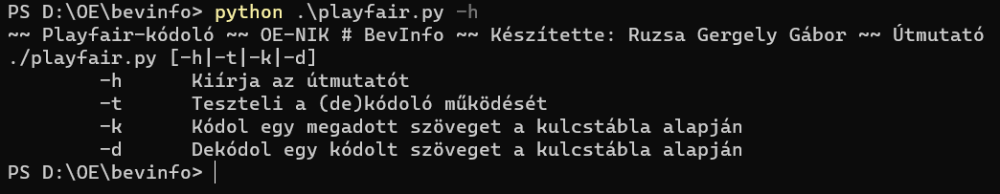 PS D:\OE\bevinfo> python .\playfair.py -h
~~ Playfair-kódoló ~~ OE-NIK # BevInfo ~~ Készítette: Ruzsa Gergely Gábor ~~ Útmutató
./playfair.py [-h|-t|-k|-d]
-h Kiírja az útmutatót
-t Teszteli a (de)kódoló működését
-k Kódol egy megadott szöveget a kulcstábla alapján
-d Dekódol egy kódolt szöveget a kulcstábla alapján
PS D:\OE\bevinfo>